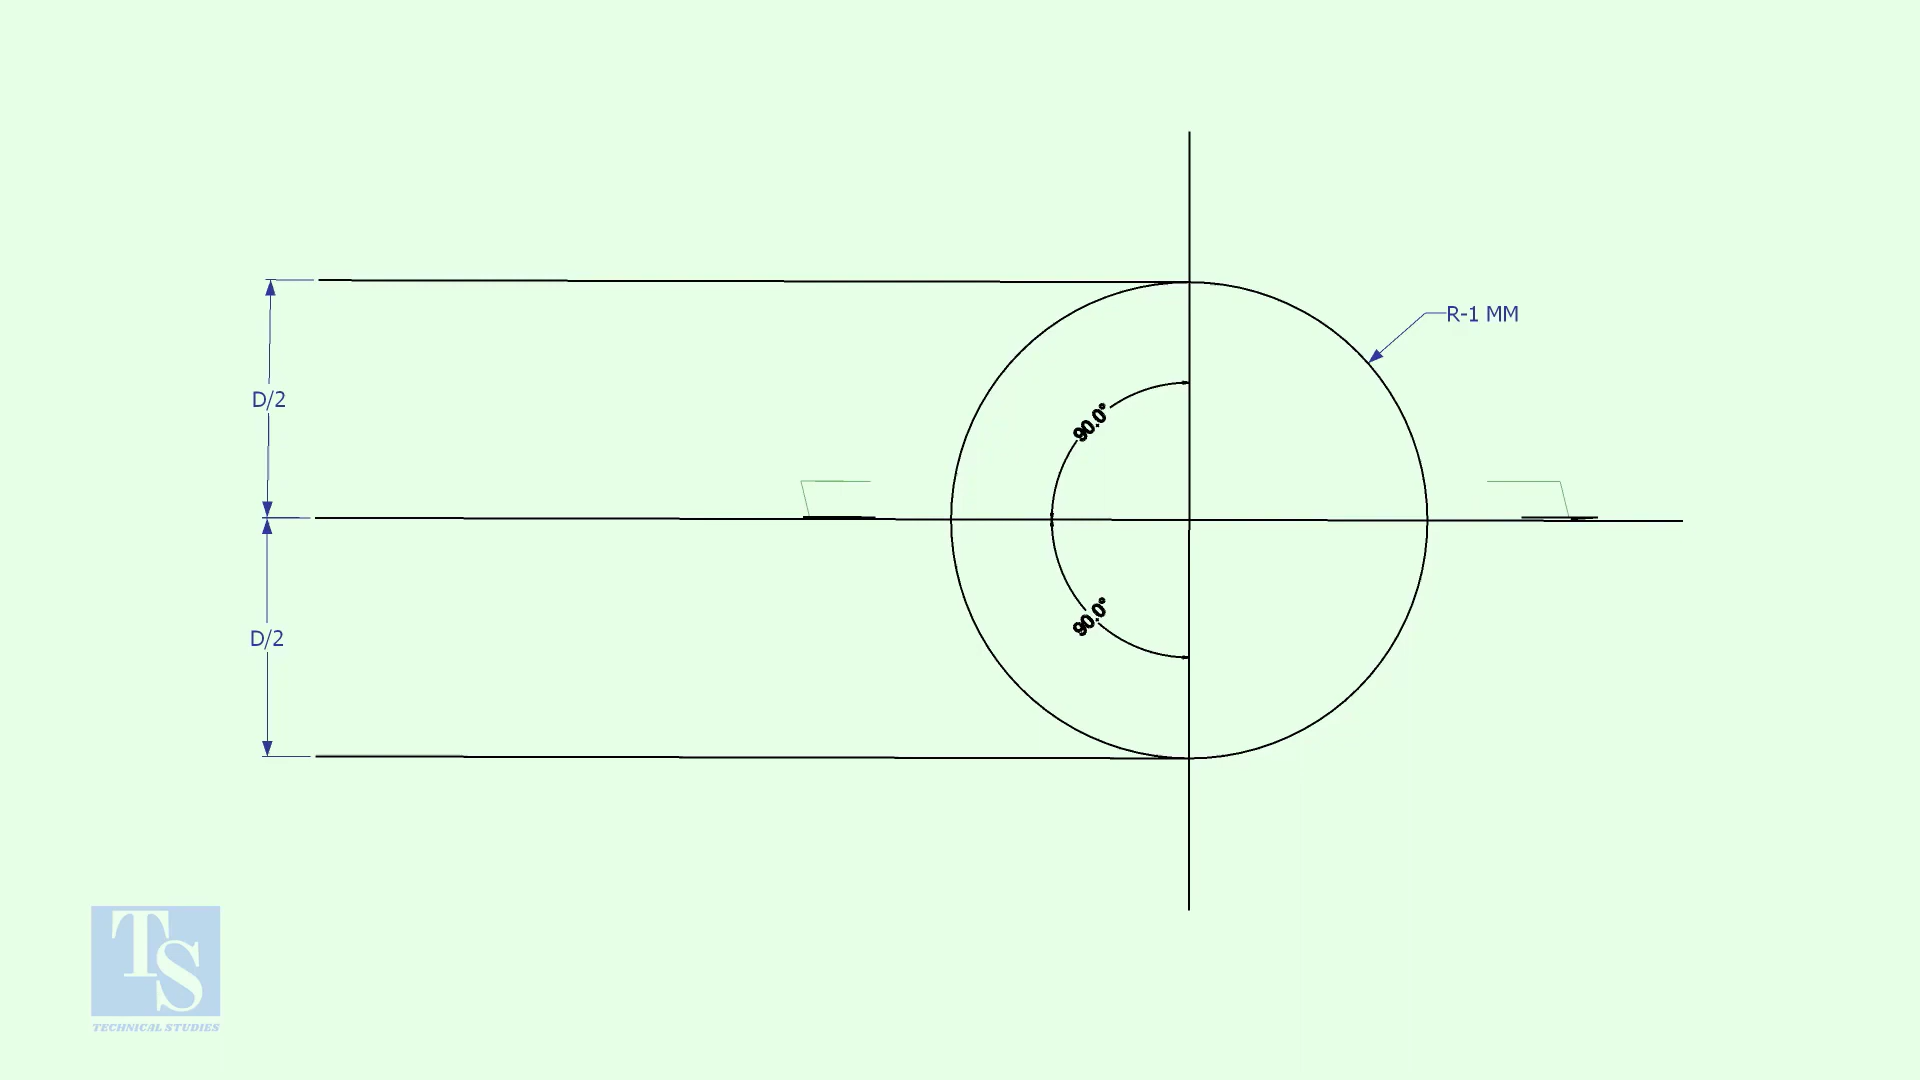 R-1 MM
D/2
90.0°
90.0°
D/2
TS
TECHNICAL STUDIES